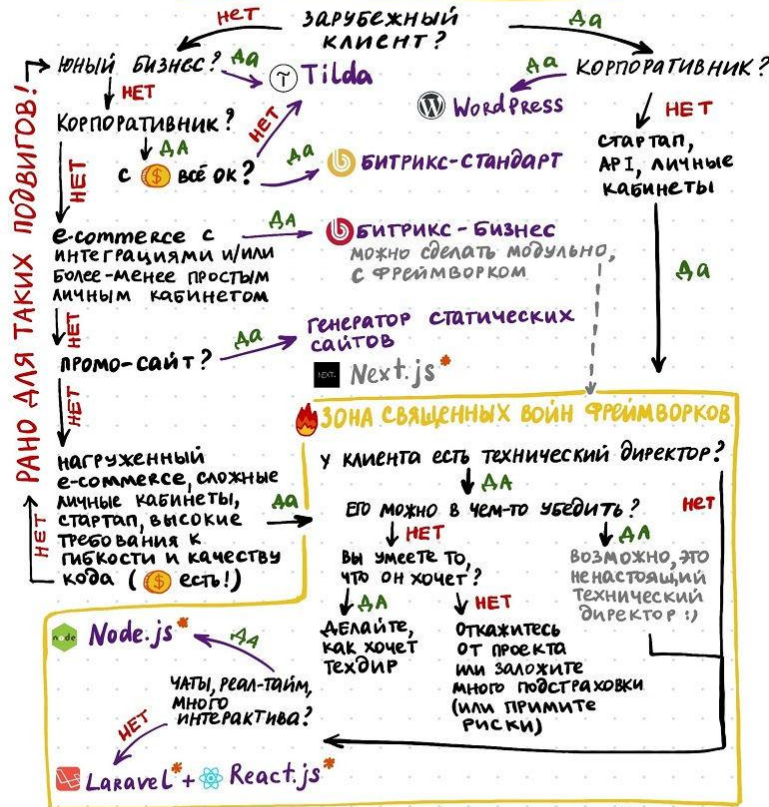 ЗАРУБЕЖНЫЙ
КЛИЕНТ?
НЕТ
Да
ЮНЫЙ БИЗНЕС?
Да
Tilda
Да
КОРПОРАТИВНИК?
WordPress
НЕТ
НЕТ
КОРПОРАТИВНИК?
НЕТ
СТАРТАП,
API, ЛИЧНЫЕ
КАБИНЕТЫ
ДА
С $ ВСЁ ОК?
Да
БИТРИКС-СТАНДАРТ
НЕТ
e-commerce с
ИНТЕГРАЦИЯМИ И/ИЛИ
БОЛЕЕ-МЕНЕЕ ПРОСТЫМ
ЛИЧНЫМ КАБИНЕТОМ
ДА
БИТРИКС - БИЗНЕС
МОЖНО СДЕЛАТЬ МОДУЛЬНО,
С ФРЕЙМВОРКОМ
Да
НЕТ
ПРОМО-САЙТ?
Да
ГЕНЕРАТОР СТАТИЧЕСКИХ
САЙТОВ
NEXT.
Next.js*
НЕТ
РАНО ДЛЯ ТАКИХ ПОДВИГОВ!
НЕТ
НАГРУЖЕННЫЙ
e-commerce, СЛОЖНЫЕ
ЛИЧНЫЕ КАБИНЕТЫ,
СТАРТАП, ВЫСОКИЕ
ТРЕБОВАНИЯ К
ГИБКОСТИ И КАЧЕСТВУ
КОДА ( $ ЕСТЬ!)
Да
ЗОНА СВЯЩЕННЫХ ВОЙН ФРЕЙМВОРКОВ
У КЛИЕНТА ЕСТЬ ТЕХНИЧЕСКИЙ ДИРЕКТОР?
ДА
НЕТ
ЕГО МОЖНО В ЧЕМ-ТО УБЕДИТЬ?
НЕТ
ДА
ВЫ УМЕЕТЕ ТО,
ЧТО ОН ХОЧЕТ?
ВОЗМОЖНО, ЭТО
НЕНАСТОЯЩИЙ
ТЕХНИЧЕСКИЙ
ДИРЕКТОР :)
ДА
НЕТ
ДЕЛАЙТЕ,
КАК ХОЧЕТ
ТЕХДИР
ОТКАЖИТЕСЬ
ОТ ПРОЕКТА
ИЛИ ЗАЛОЖИТЕ
МНОГО ПОДСТРАХОВКИ
(ИЛИ ПРИМИТЕ
РИСКИ)
node
Node.js*
ДА
ЧАТЫ, РЕАЛ-ТАЙМ,
МНОГО
ИНТЕРАКТИВА?
НЕТ
Laravel* + React.js*